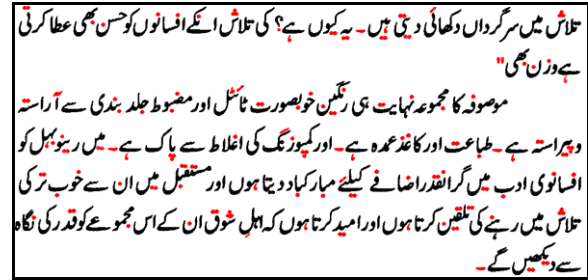 تلاش میں سرگرداں دکھائی دیتی ہیں۔ یہ کیوں ہے؟ کی تلاش انکے افسانوں کو حسن بھی عطا کرتی
ہے وزن بھی"
موصوفہ کا مجموعہ نہایت ہی رنگین خوبصورت ٹائٹل اور مضبوط جلد بندی سے آراستہ
و پیراستہ ہے۔ طباعت اور کاغذ عمدہ ہے۔ اور کمپوزنگ کی اغلاط سے پاک ہے۔ میں رینو بہل کو
افسانوی ادب میں گرانقدر اضافے کیلئے مبارکباد دیتا ہوں اور مستقبل میں ان سے خوب تر کی
تلاش میں رہنے کی تلقین کرتا ہوں اور امید کرتا ہوں کہ اہل شوق ان کے اس مجموعے کو قدر کی نگاہ
سے دیکھیں گے۔